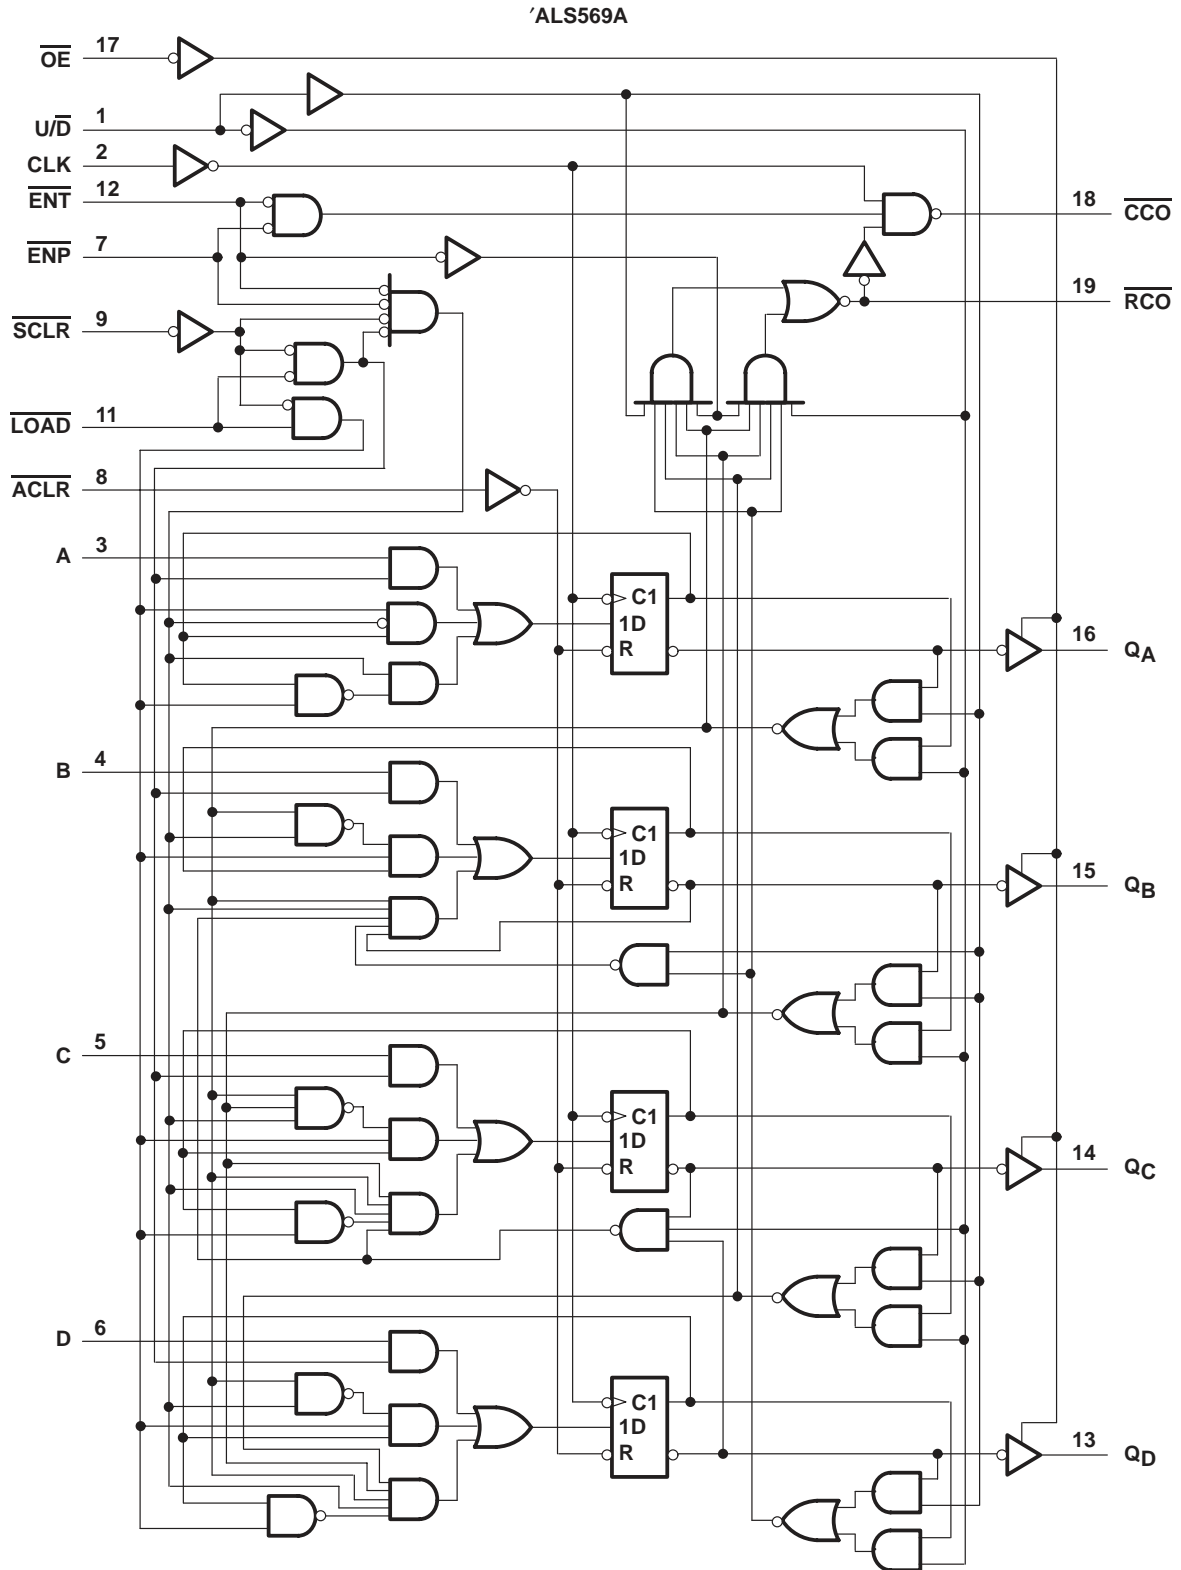 ′ALS569A
OE 17
U/D 1
CLK 2
ENT 12
ENP 7
SCLR 9
LOAD 11
ACLR 8
18 CCO
19 RCO
A 3
C1
1D
R
16 QA
B 4
C1
1D
R
15 QB
C 5
C1
1D
R
14 QC
D 6
C1
1D
R
13 QD